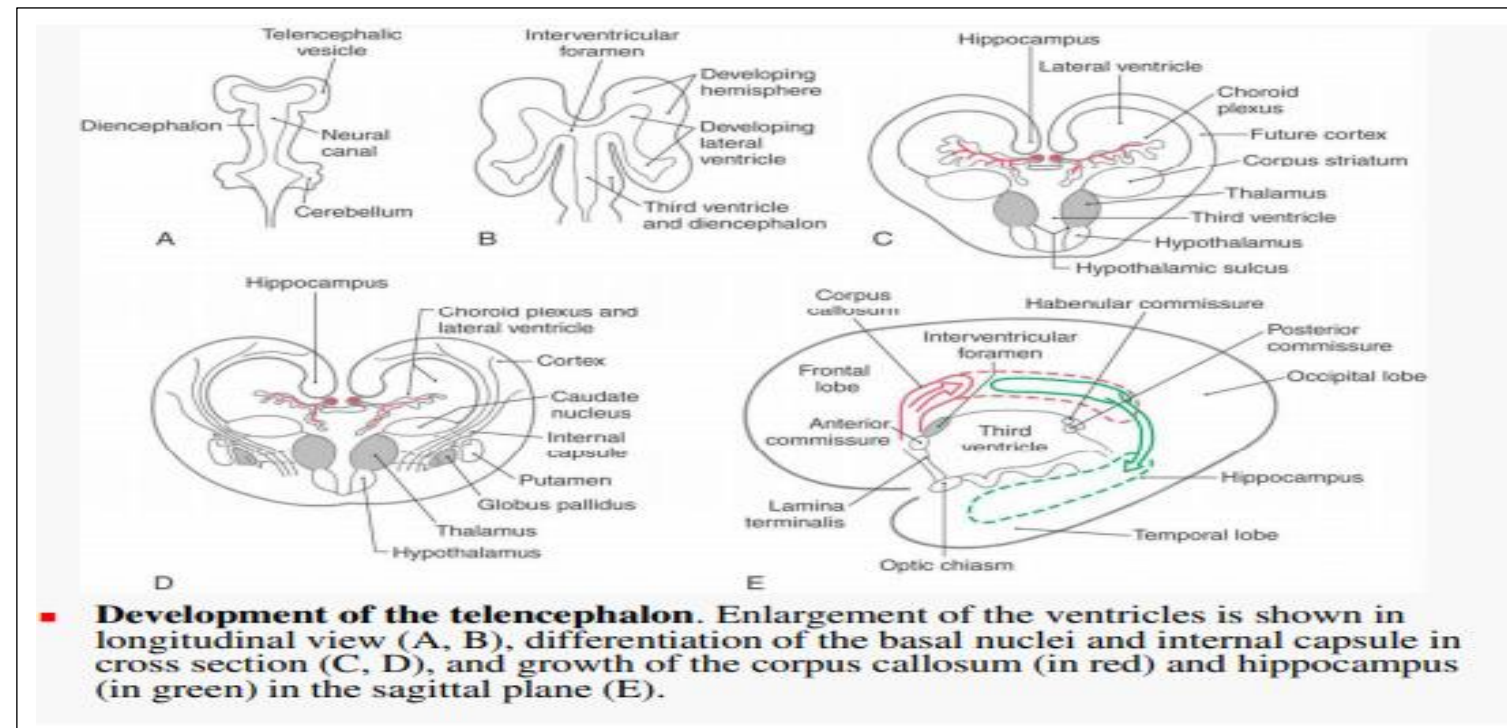 Telencephalic
vesicle
Diencephalon
Neural
canal
Cerebellum
A
Interventricular
foramen
Developing
hemisphere
Developing
lateral
ventricle
Third ventricle
and diencephalon
B
Hippocampus
Lateral ventricle
Choroid
plexus
Future cortex
Corpus striatum
Thalamus
Third ventricle
Hypothalamus
Hypothalamic sulcus
C
Hippocampus
Choroid plexus and
lateral ventricle
Cortex
Caudate
nucleus
Internal
capsule
Putamen
Globus pallidus
Thalamus
Hypothalamus
D
Corpus
callosum
Habenular commissure
Interventricular
foramen
Posterior
commissure
Frontal
lobe
Occipital lobe
Anterior
commissure
Third
ventricle
Hippocampus
Lamina
terminalis
Temporal lobe
Optic chiasm
E
Development of the telencephalon. Enlargement of the ventricles is shown in
longitudinal view (A, B), differentiation of the basal nuclei and internal capsule in
cross section (C, D), and growth of the corpus callosum (in red) and hippocampus
(in green) in the sagittal plane (E).